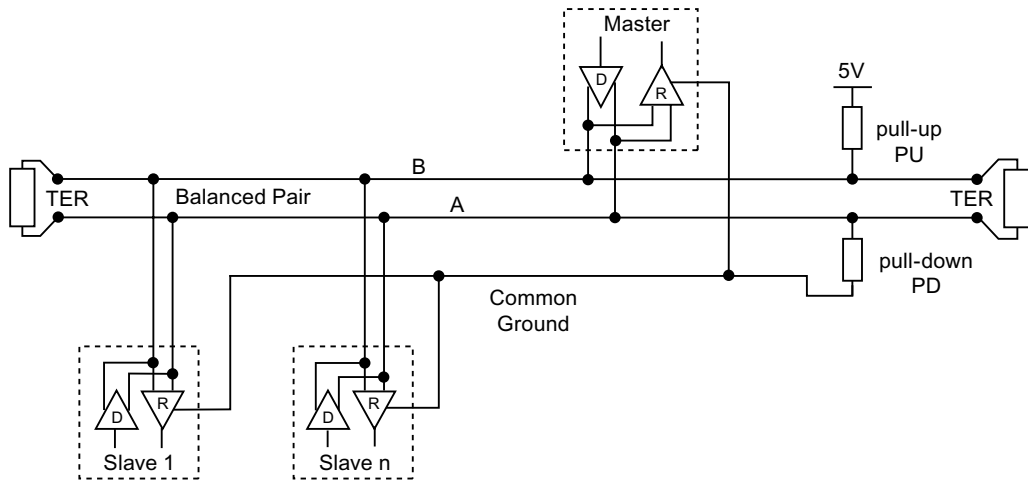 Master
D
R
5V
pull-up
PU
B
TER
Balanced Pair
A
TER
pull-down
PD
Common
Ground
D
R
D
R
Slave 1
Slave n